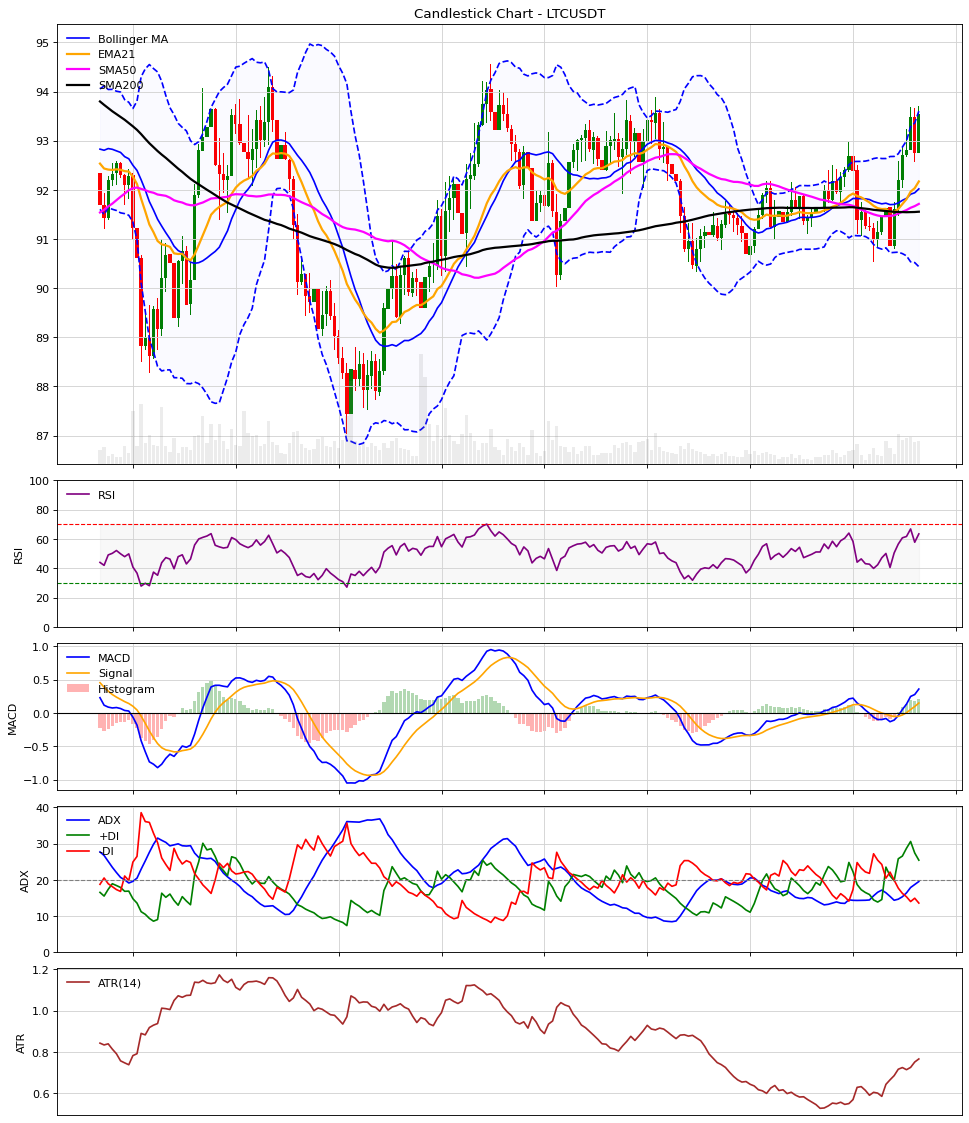 Candlestick Chart - LTCUSDT
95
94
93
92
91
90
89
88
87
Bollinger MA
EMA21
SMA50
SMA200
100
80
60
40
20
0
RSI
RSI
1.0
0.5
0.0
−0.5
−1.0
MACD
MACD
Signal
Histogram
40
30
20
10
0
ADX
ADX
+DI
-DI
1.2
1.0
0.8
0.6
ATR
ATR(14)